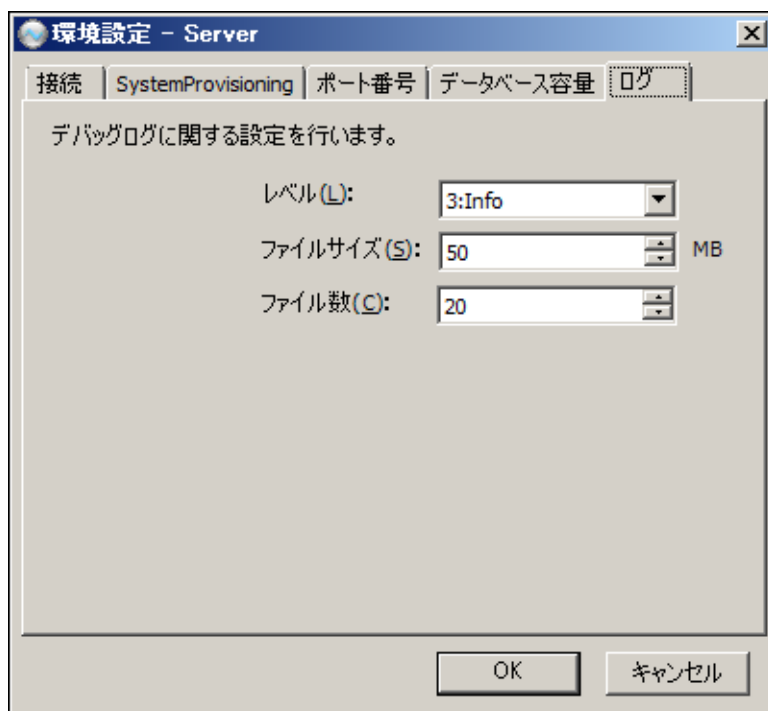 環境設定 - Server
接続 SystemProvisioning ポート番号 データベース容量 ログ
デバッグログに関する設定を行います。
レベル(L): 3:Info
ファイルサイズ(S): 50 MB
ファイル数(C): 20
OK キャンセル